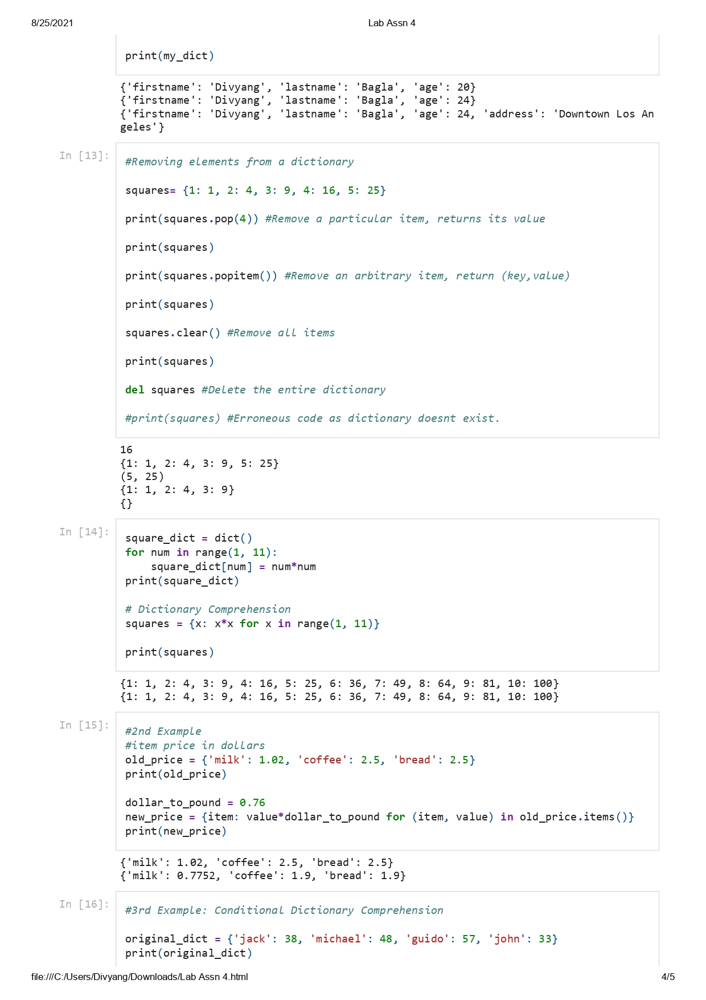 8/25/2021 Lab Assn 4
print(my_dict)
{'firstname': 'Divyang', 'lastname': 'Bagla', 'age': 20}
{'firstname': 'Divyang', 'lastname': 'Bagla', 'age': 24}
{'firstname': 'Divyang', 'lastname': 'Bagla', 'age': 24, 'address': 'Downtown Los An
geles'}
In [13]:
#Removing elements from a dictionary
squares= {1: 1, 2: 4, 3: 9, 4: 16, 5: 25}
print(squares.pop(4)) #Remove a particular item, returns its value
print(squares)
print(squares.popitem()) #Remove an arbitrary item, return (key,value)
print(squares)
squares.clear() #Remove all items
print(squares)
del squares #Delete the entire dictionary
#print(squares) #Erroneous code as dictionary doesnt exist.
16
{1: 1, 2: 4, 3: 9, 5: 25}
(5, 25)
{1: 1, 2: 4, 3: 9}
{}
In [14]:
square_dict = dict()
for num in range(1, 11):
    square_dict[num] = num*num
print(square_dict)
# Dictionary Comprehension
squares = {x: x*x for x in range(1, 11)}
print(squares)
{1: 1, 2: 4, 3: 9, 4: 16, 5: 25, 6: 36, 7: 49, 8: 64, 9: 81, 10: 100}
{1: 1, 2: 4, 3: 9, 4: 16, 5: 25, 6: 36, 7: 49, 8: 64, 9: 81, 10: 100}
In [15]:
#2nd Example
#item price in dollars
old_price = {'milk': 1.02, 'coffee': 2.5, 'bread': 2.5}
print(old_price)
dollar_to_pound = 0.76
new_price = {item: value*dollar_to_pound for (item, value) in old_price.items()}
print(new_price)
{'milk': 1.02, 'coffee': 2.5, 'bread': 2.5}
{'milk': 0.7752, 'coffee': 1.9, 'bread': 1.9}
In [16]:
#3rd Example: Conditional Dictionary Comprehension
original_dict = {'jack': 38, 'michael': 48, 'guido': 57, 'john': 33}
print(original_dict)
file:///C:/Users/Divyang/Downloads/Lab Assn 4.html 4/5